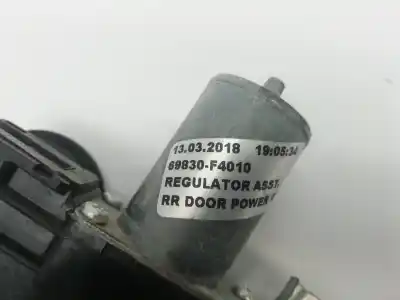 13.03.2018 19:05:34
69830-F4010
REGULATOR ASSY
RR DOOR POWER